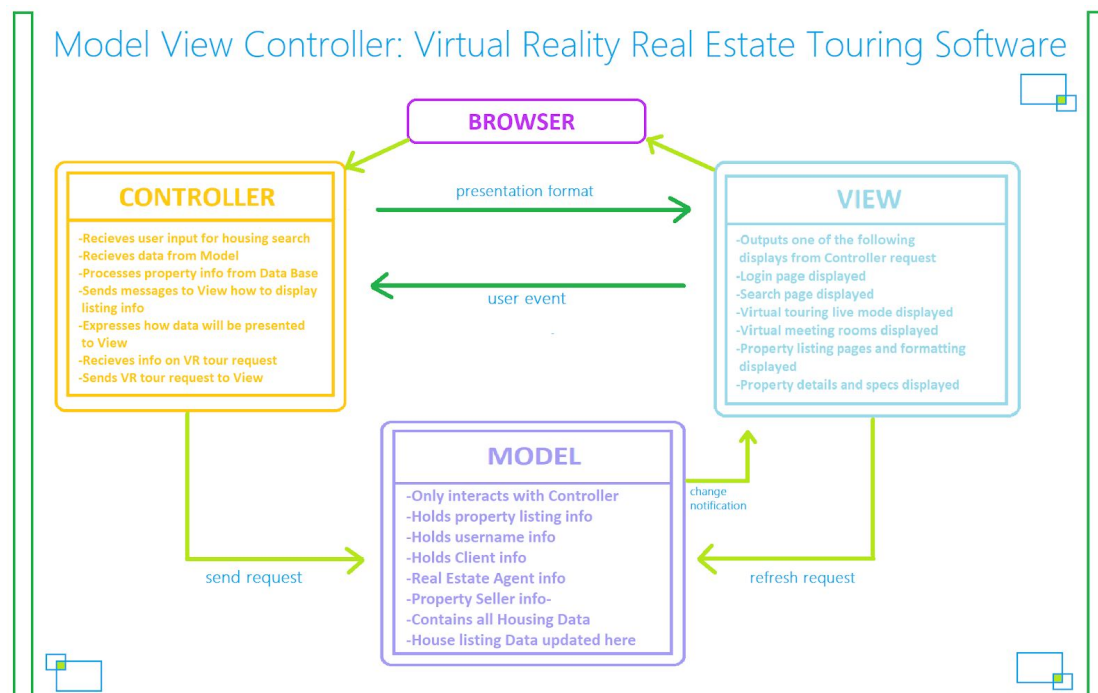 Model View Controller: Virtual Reality Real Estate Touring Software
BROWSER
CONTROLLER
-Recieves user input for housing search
-Recieves data from Model
-Processes property info from Data Base
-Sends messages to View how to display
listing info
-Expresses how data will be presented
to View
-Recieves info on VR tour request
-Sends VR tour request to View
presentation format
user event
VIEW
-Outputs one of the following
displays from Controller request
-Login page displayed
-Search page displayed
-Virtual touring live mode displayed
-Virtual meeting rooms displayed
-Property listing pages and formatting
displayed
-Property details and specs displayed
MODEL
-Only interacts with Controller
-Holds property listing info
-Holds username info
-Holds Client info
-Real Estate Agent info
-Property Seller info-
-Contains all Housing Data
-House listing Data updated here
change
notification
send request
refresh request